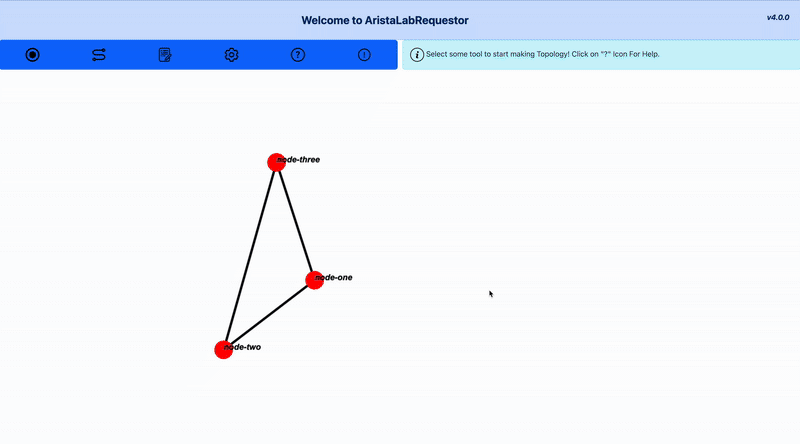 Welcome to AristaLabRequestor
v4.0.0
Select some tool to start making Topology! Click on "?" Icon For Help.
node-three
node-one
node-two